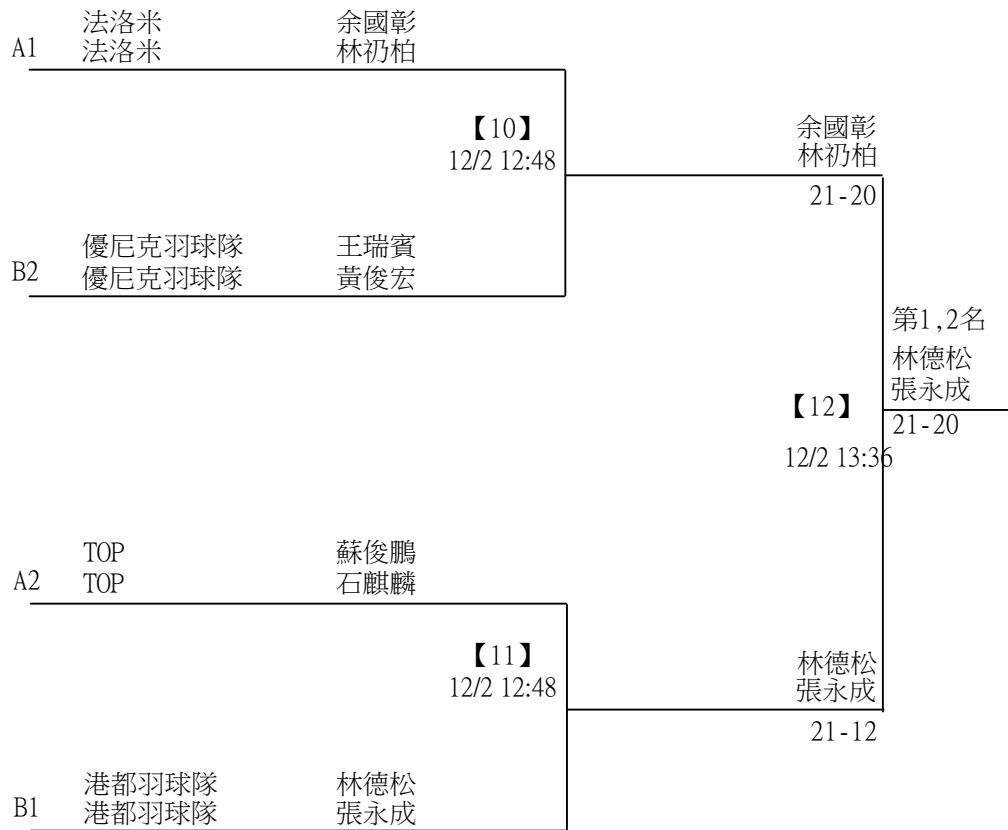 法洛米 余國彰
A1 法洛米 林礽柏
【10】
12/2 12:48
余國彰
林礽柏
21-20
優尼克羽球隊 王瑞賓
B2 優尼克羽球隊 黃俊宏
第1,2名
林德松
張永成
【12】
21-20
12/2 13:36
TOP 蘇俊鵬
A2 TOP 石麒麟
【11】
12/2 12:48
林德松
張永成
21-12
港都羽球隊 林德松
B1 港都羽球隊 張永成